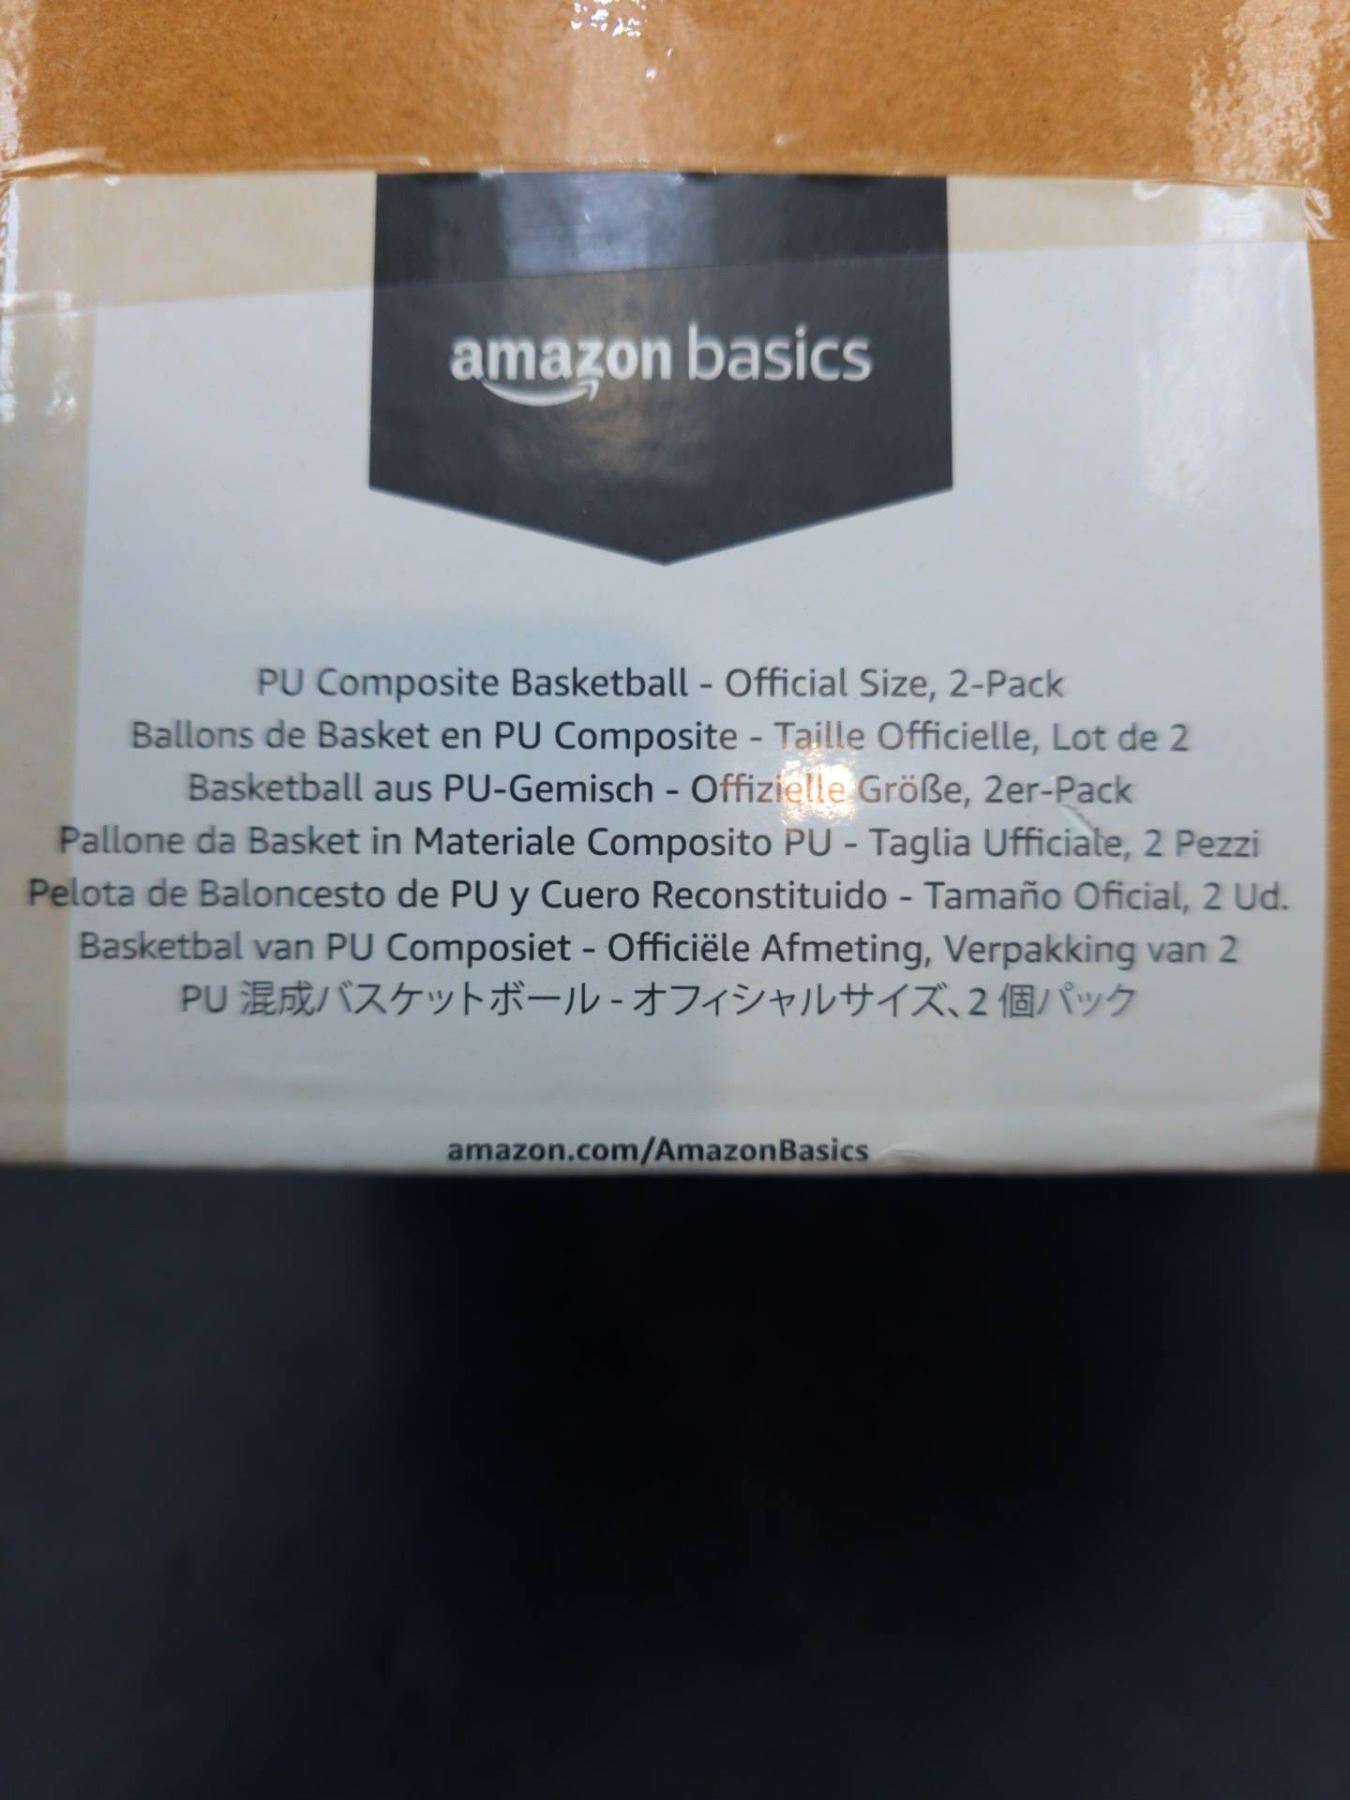 amazon basics
PU Composite Basketball - Official Size, 2-Pack
Ballons de Basket en PU Composite - Taille Officielle, Lot de 2
Basketball aus PU-Gemisch - Offizielle Größe, 2er-Pack
Pallone da Basket in Materiale Composito PU - Taglia Ufficiale, 2 Pezzi
Pelota de Baloncesto de PU y Cuero Reconstituido - Tamaño Oficial, 2 Ud.
Basketbal van PU Composiet - Officiële Afmeting, Verpakking van 2
PU 混成バスケットボール - オフィシャルサイズ、2 個パック
amazon.com/AmazonBasics